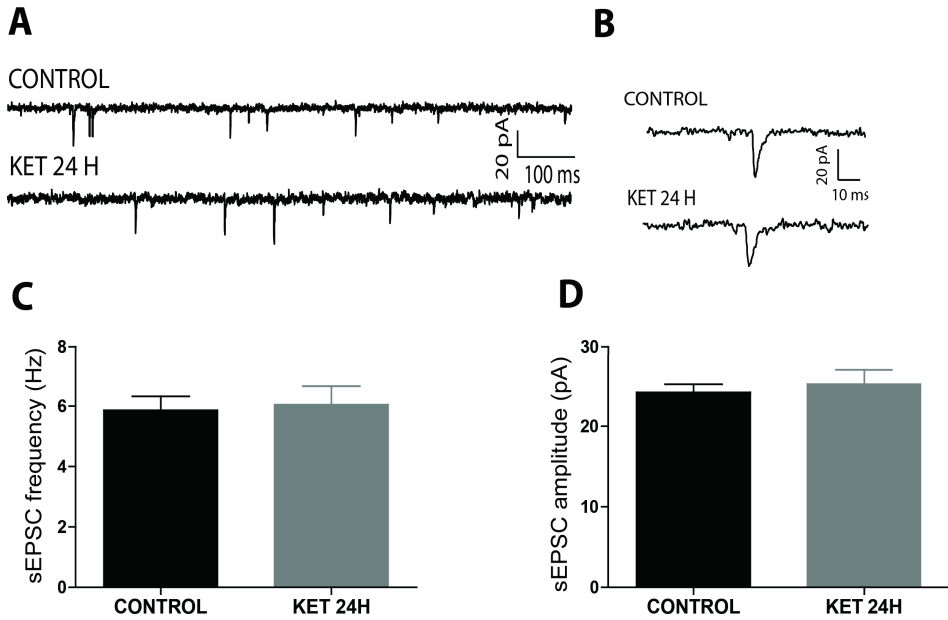 A
CONTROL
20 pA
100 ms
KET 24 H
B
CONTROL
20 pA
10 ms
KET 24 H
C
sEPSC frequency (Hz)
8
6
4
2
0
CONTROL
KET 24H
D
sEPSC amplitude (pA)
30
20
10
0
CONTROL
KET 24H